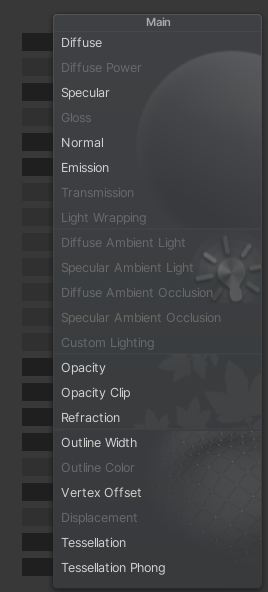 Main
Diffuse
Diffuse Power
Specular
Gloss
Normal
Emission
Transmission
Light Wrapping
Diffuse Ambient Light
Specular Ambient Light
Diffuse Ambient Occlusion
Specular Ambient Occlusion
Custom Lighting
Opacity
Opacity Clip
Refraction
Outline Width
Outline Color
Vertex Offset
Displacement
Tessellation
Tessellation Phong